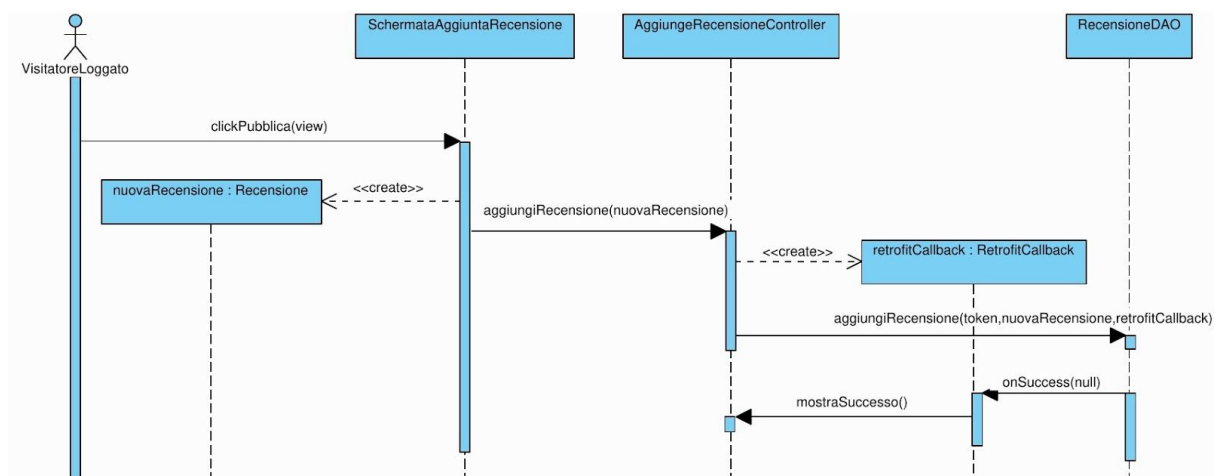 SchermataAggiuntaRecensione
AggiungeRecensioneController
RecensioneDAO
VisitatoreLoggato
clickPubblica(view)
nuovaRecensione : Recensione
<<create>>
aggiungiRecensione(nuovaRecensione)
<<create>>
retrofitCallback : RetrofitCallback
aggiungiRecensione(token,nuovaRecensione,retrofitCallback)
onSuccess(null)
mostraSuccesso()